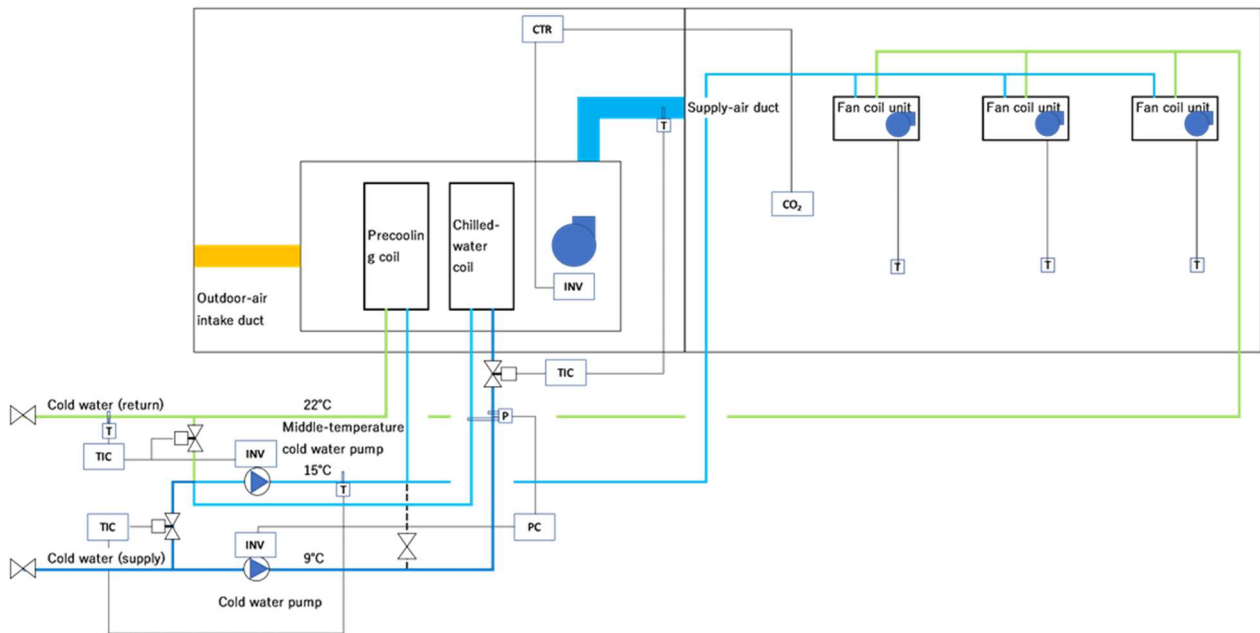 CTR
Supply-air duct
T
Fan coil unit
Fan coil unit
Fan coil unit
CO₂
Precoolin
g coil
Chilled-
water
coil
INV
T
T
T
Outdoor-air
intake duct
TIC
Cold water (return)
22°C
P
T
Middle-temperature
cold water pump
TIC
INV
15°C
T
TIC
INV
PC
Cold water (supply)
9°C
Cold water pump